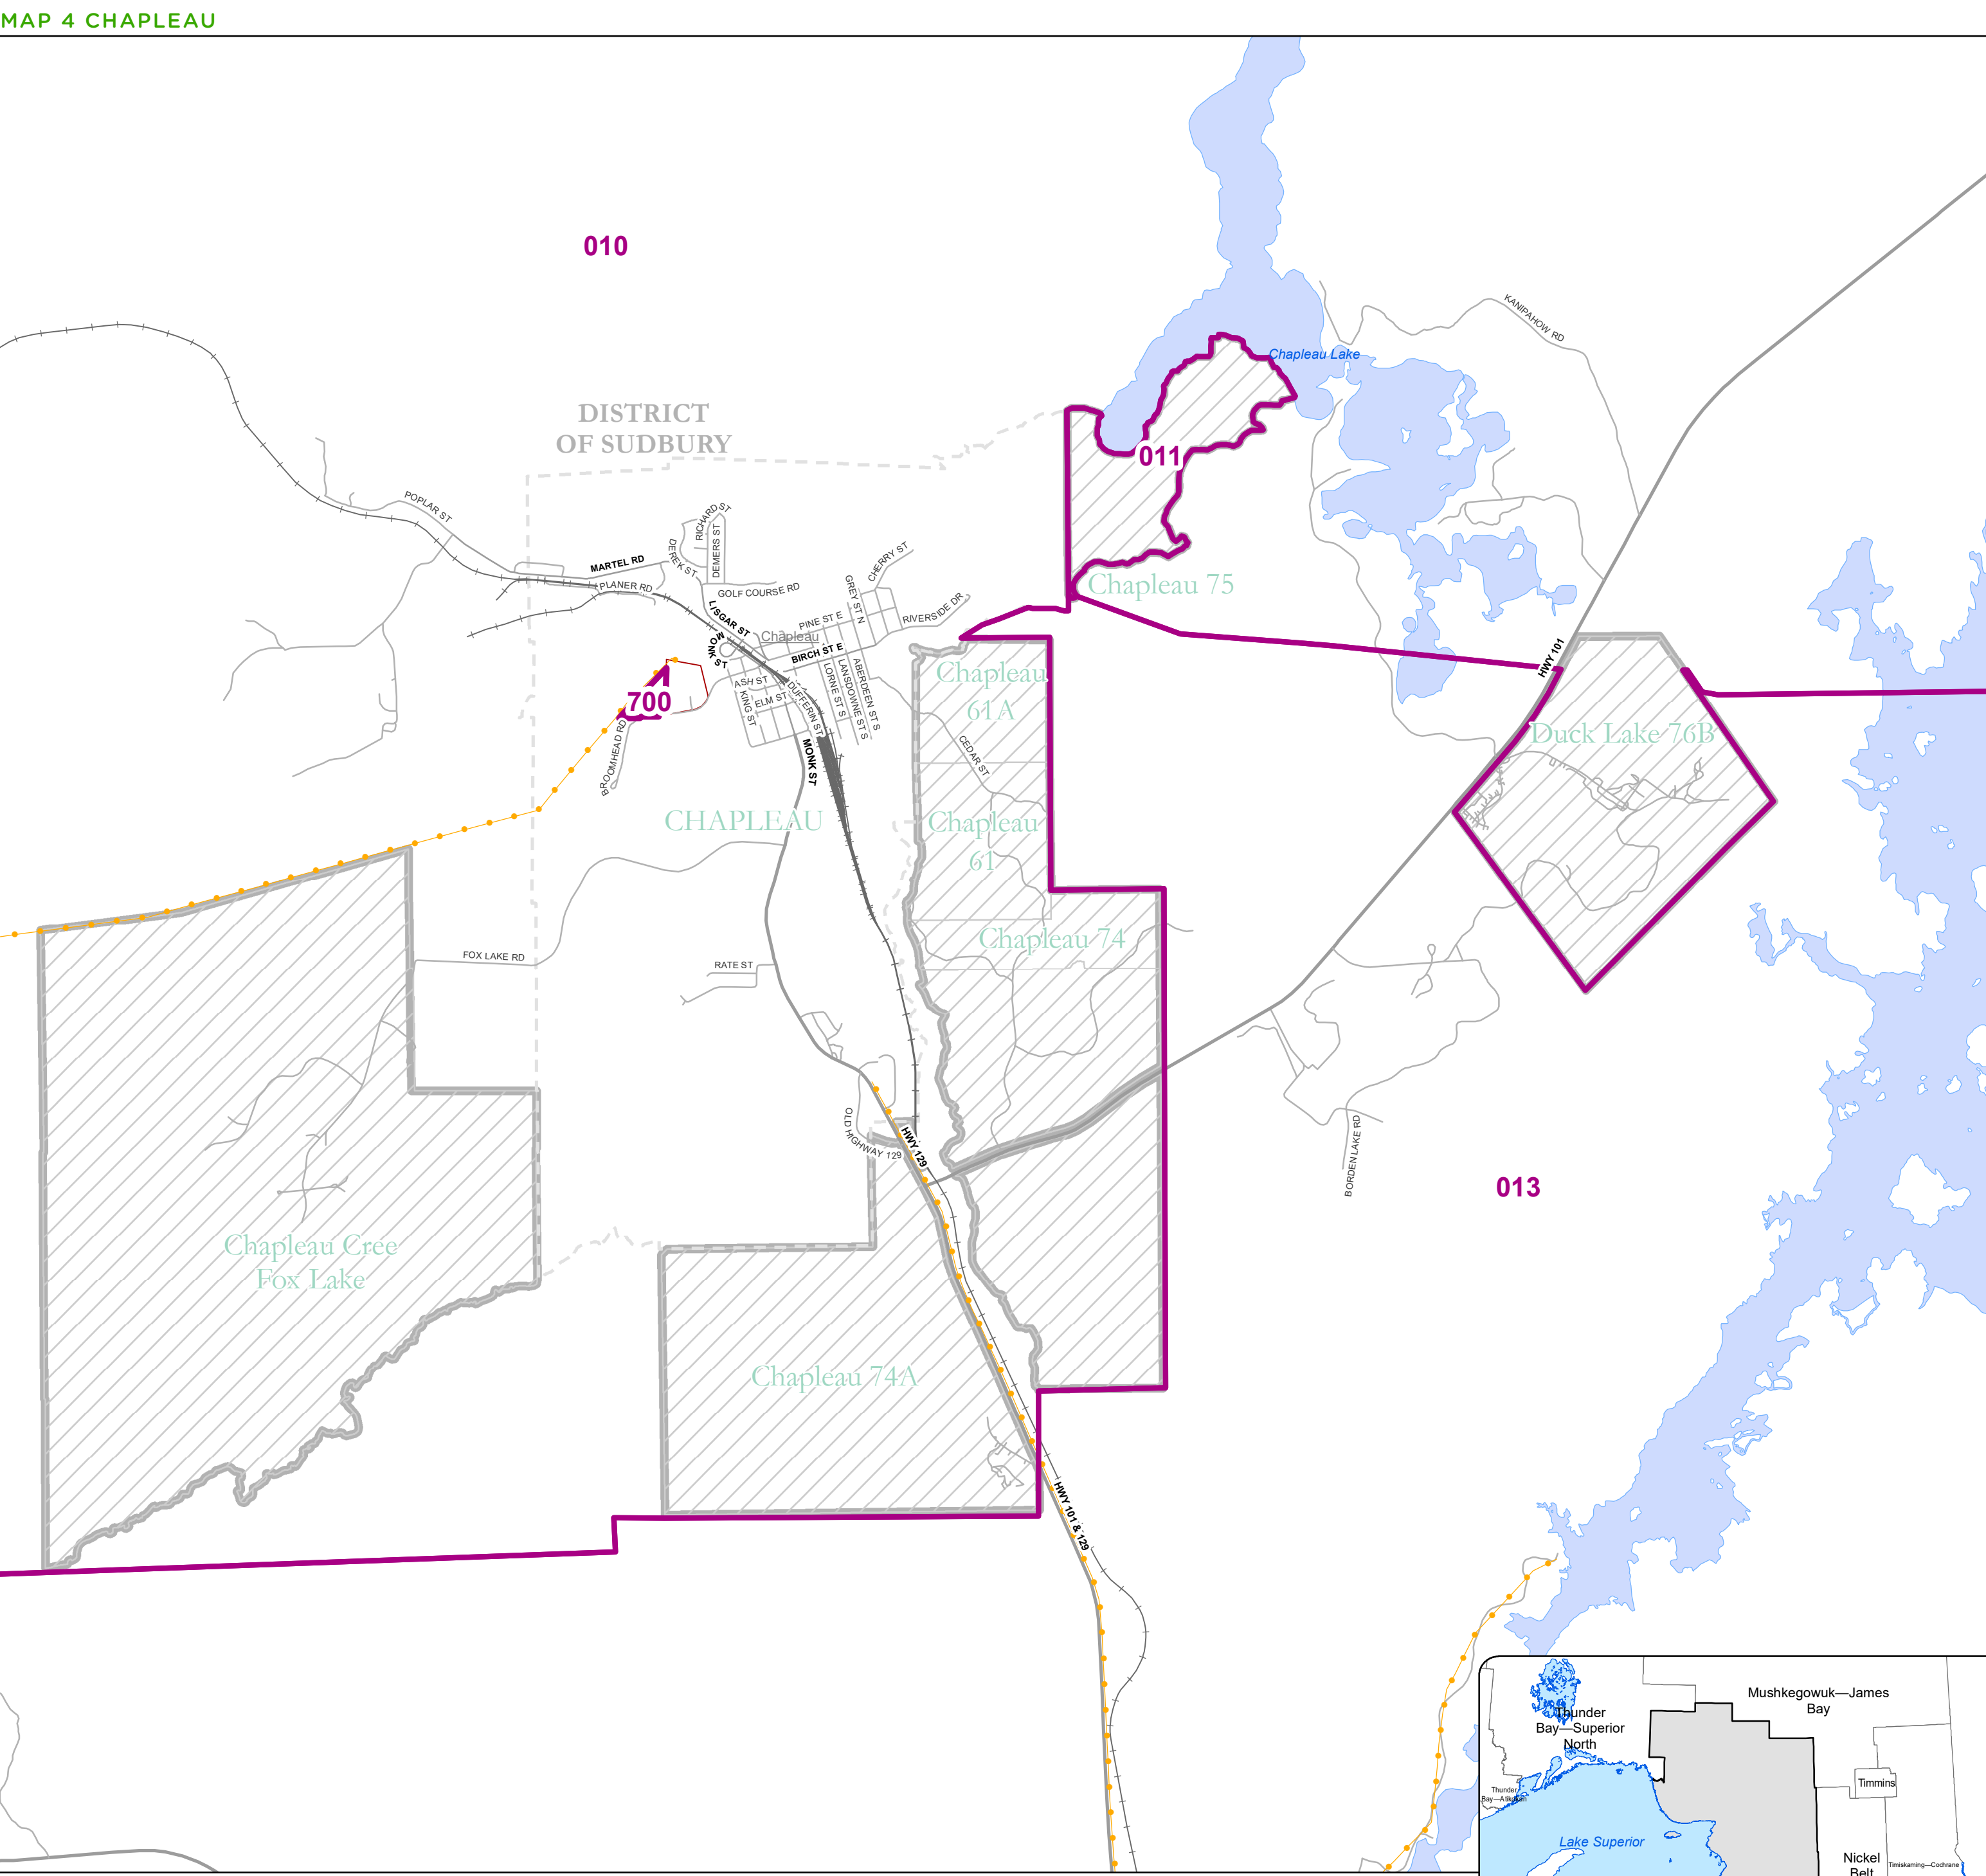 MAP 4 CHAPLEAU
010
KANIPAHOW RD
Chapleau Lake
DISTRICT
OF SUDBURY
011
POPLAR ST
RICHARD ST
DEMERS ST
DEREK ST
MARTEL RD
PLANER RD
CHERRY ST
GREY ST N
Chapleau 75
GOLF COURSE RD
LISGAR ST
PINE ST E
RIVERSIDE DR
Chapleau
MONK ST
BIRCH ST E
HWY 101
ASH ST
ELM ST
KING ST
DUFFERIN ST
LORNE ST S
LANSDOWNE ST S
ABERDEEN ST S
Chapleau
61A
700
BROOMHEAD RD
MONK ST
CEDAR ST
Duck Lake 76B
CHAPLEAU
Chapleau
61
Chapleau 74
FOX LAKE RD
RATE ST
OLD HIGHWAY 129
HWY 129
BORDEN LAKE RD
013
Chapleau Cree
Fox Lake
Chapleau 74A
HWY 101 & 129
Mushkegowuk—James
Bay
Thunder
Bay—Superior
North
Thunder
Bay—Atikokan
Timmins
Lake Superior
Nickel
Belt
Timiskaming—Cochrane